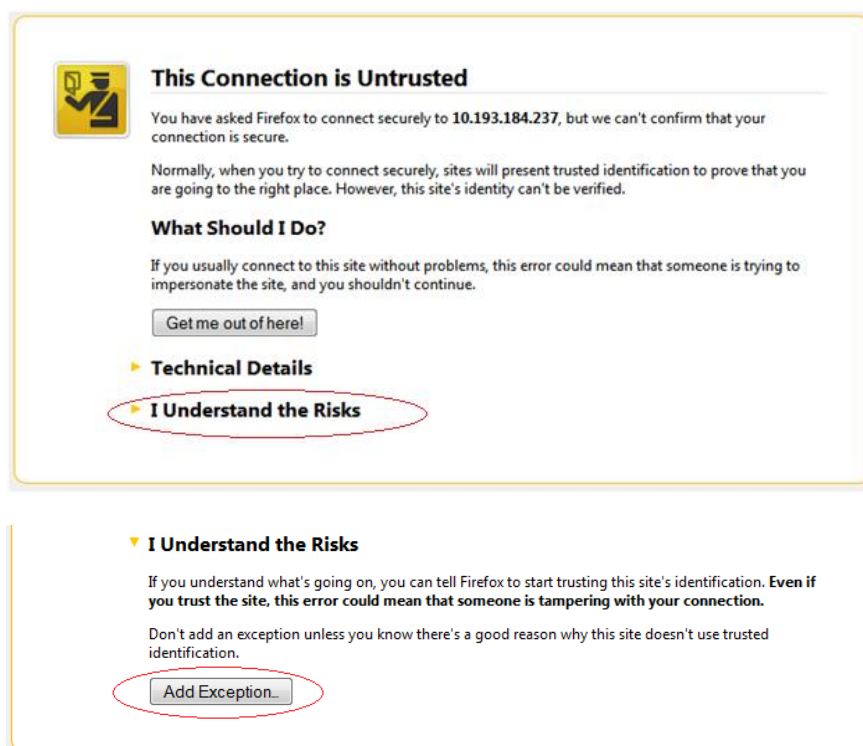 This Connection is Untrusted
You have asked Firefox to connect securely to 10.193.184.237, but we can't confirm that your
connection is secure.
Normally, when you try to connect securely, sites will present trusted identification to prove that you
are going to the right place. However, this site's identity can't be verified.
What Should I Do?
If you usually connect to this site without problems, this error could mean that someone is trying to
impersonate the site, and you shouldn't continue.
Get me out of here!
Technical Details
I Understand the Risks
I Understand the Risks
If you understand what's going on, you can tell Firefox to start trusting this site's identification. Even if
you trust the site, this error could mean that someone is tampering with your connection.
Don't add an exception unless you know there's a good reason why this site doesn't use trusted
identification.
Add Exception...